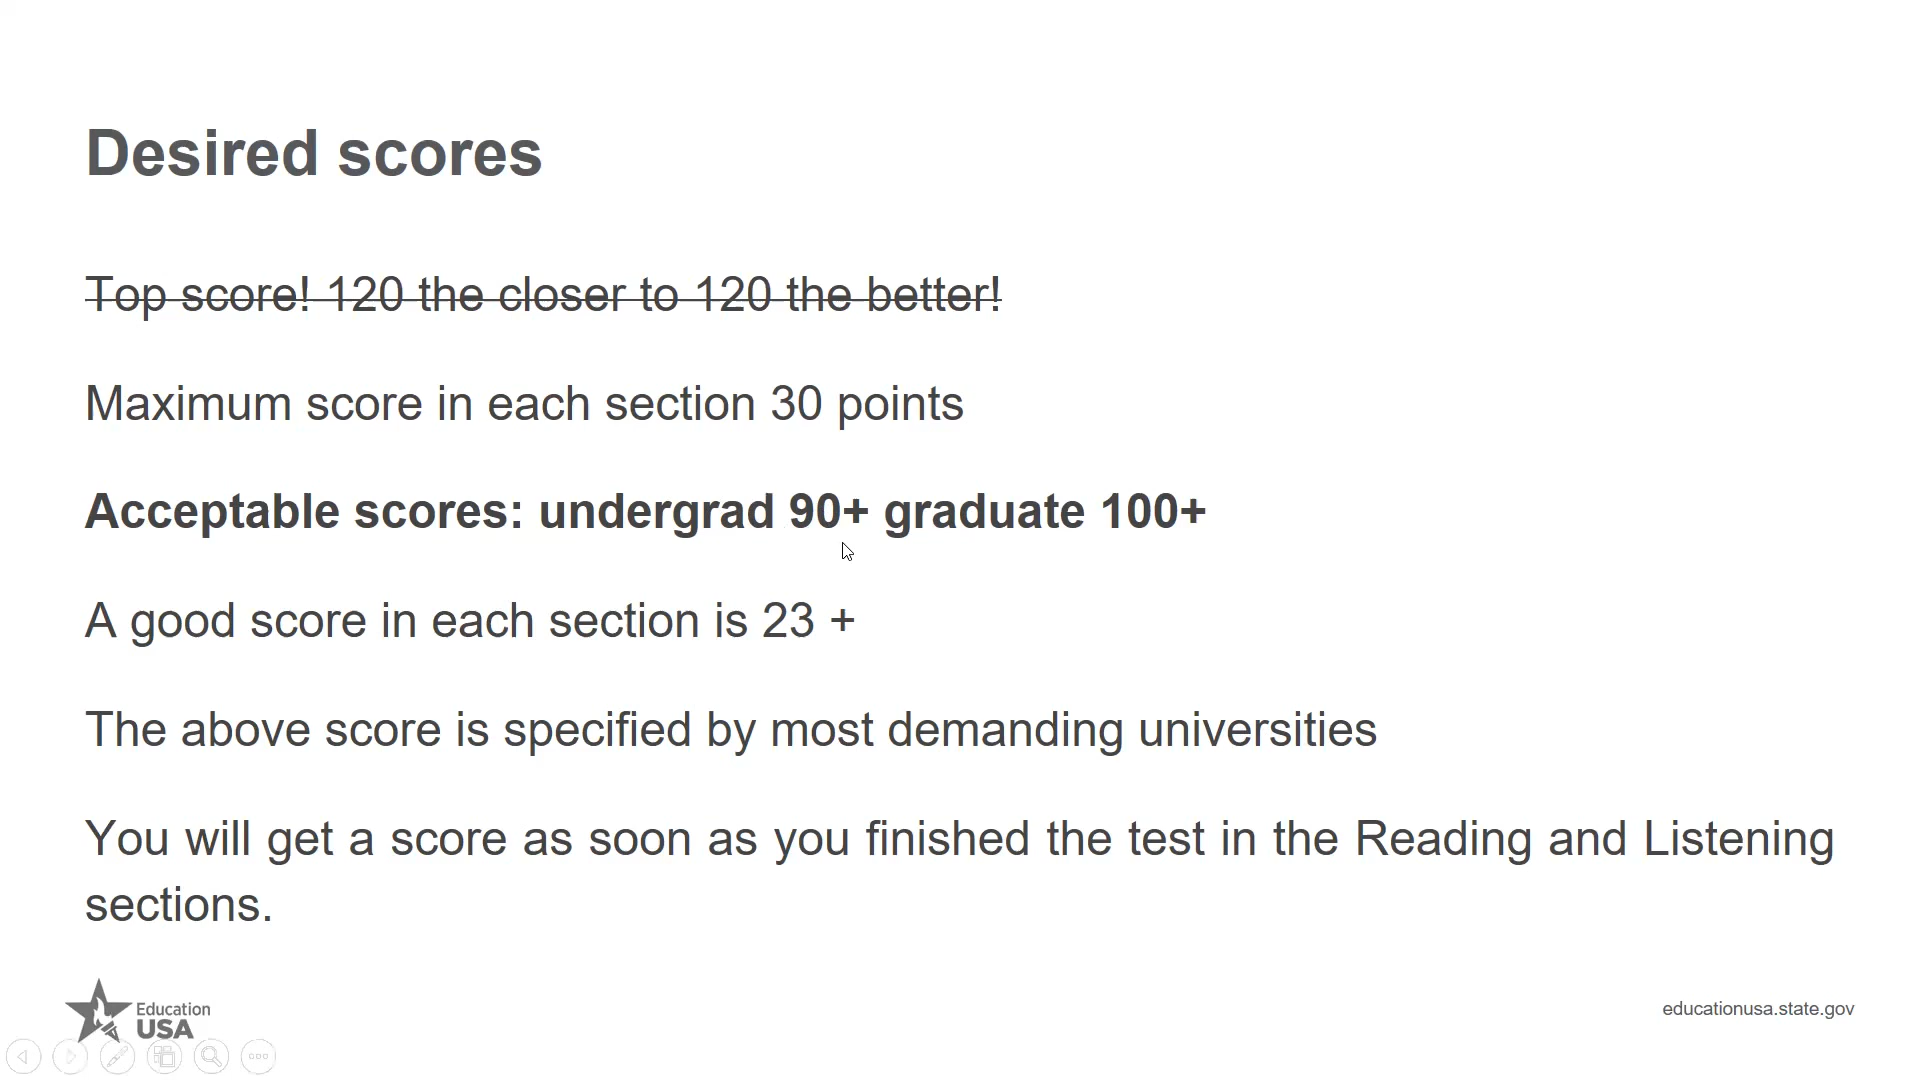 Desired scores
Top score! 120 the closer to 120 the better!
Maximum score in each section 30 points
Acceptable scores: undergrad 90+ graduate 100+
A good score in each section is 23 +
The above score is specified by most demanding universities
You will get a score as soon as you finished the test in the Reading and Listening
sections.
Education
USA
educationusa.state.gov